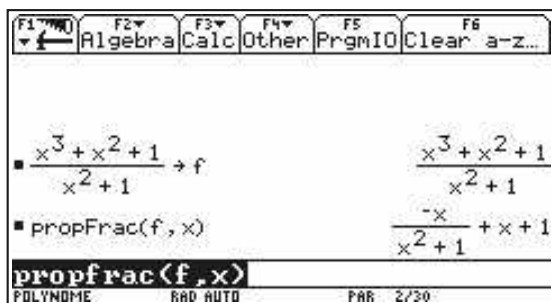 F1 F2▼ F3▼ F4▼ F5 F6
Algebra Calc Other PrgmIO Clear a-z…
▪ (x^3 + x^2 + 1)/(x^2 + 1) → f (x^3 + x^2 + 1)/(x^2 + 1)
▪ propFrac(f, x) -x/(x^2 + 1) + x + 1
propfrac(f,x)
POLYNOME RAD AUTO PAR 2/30